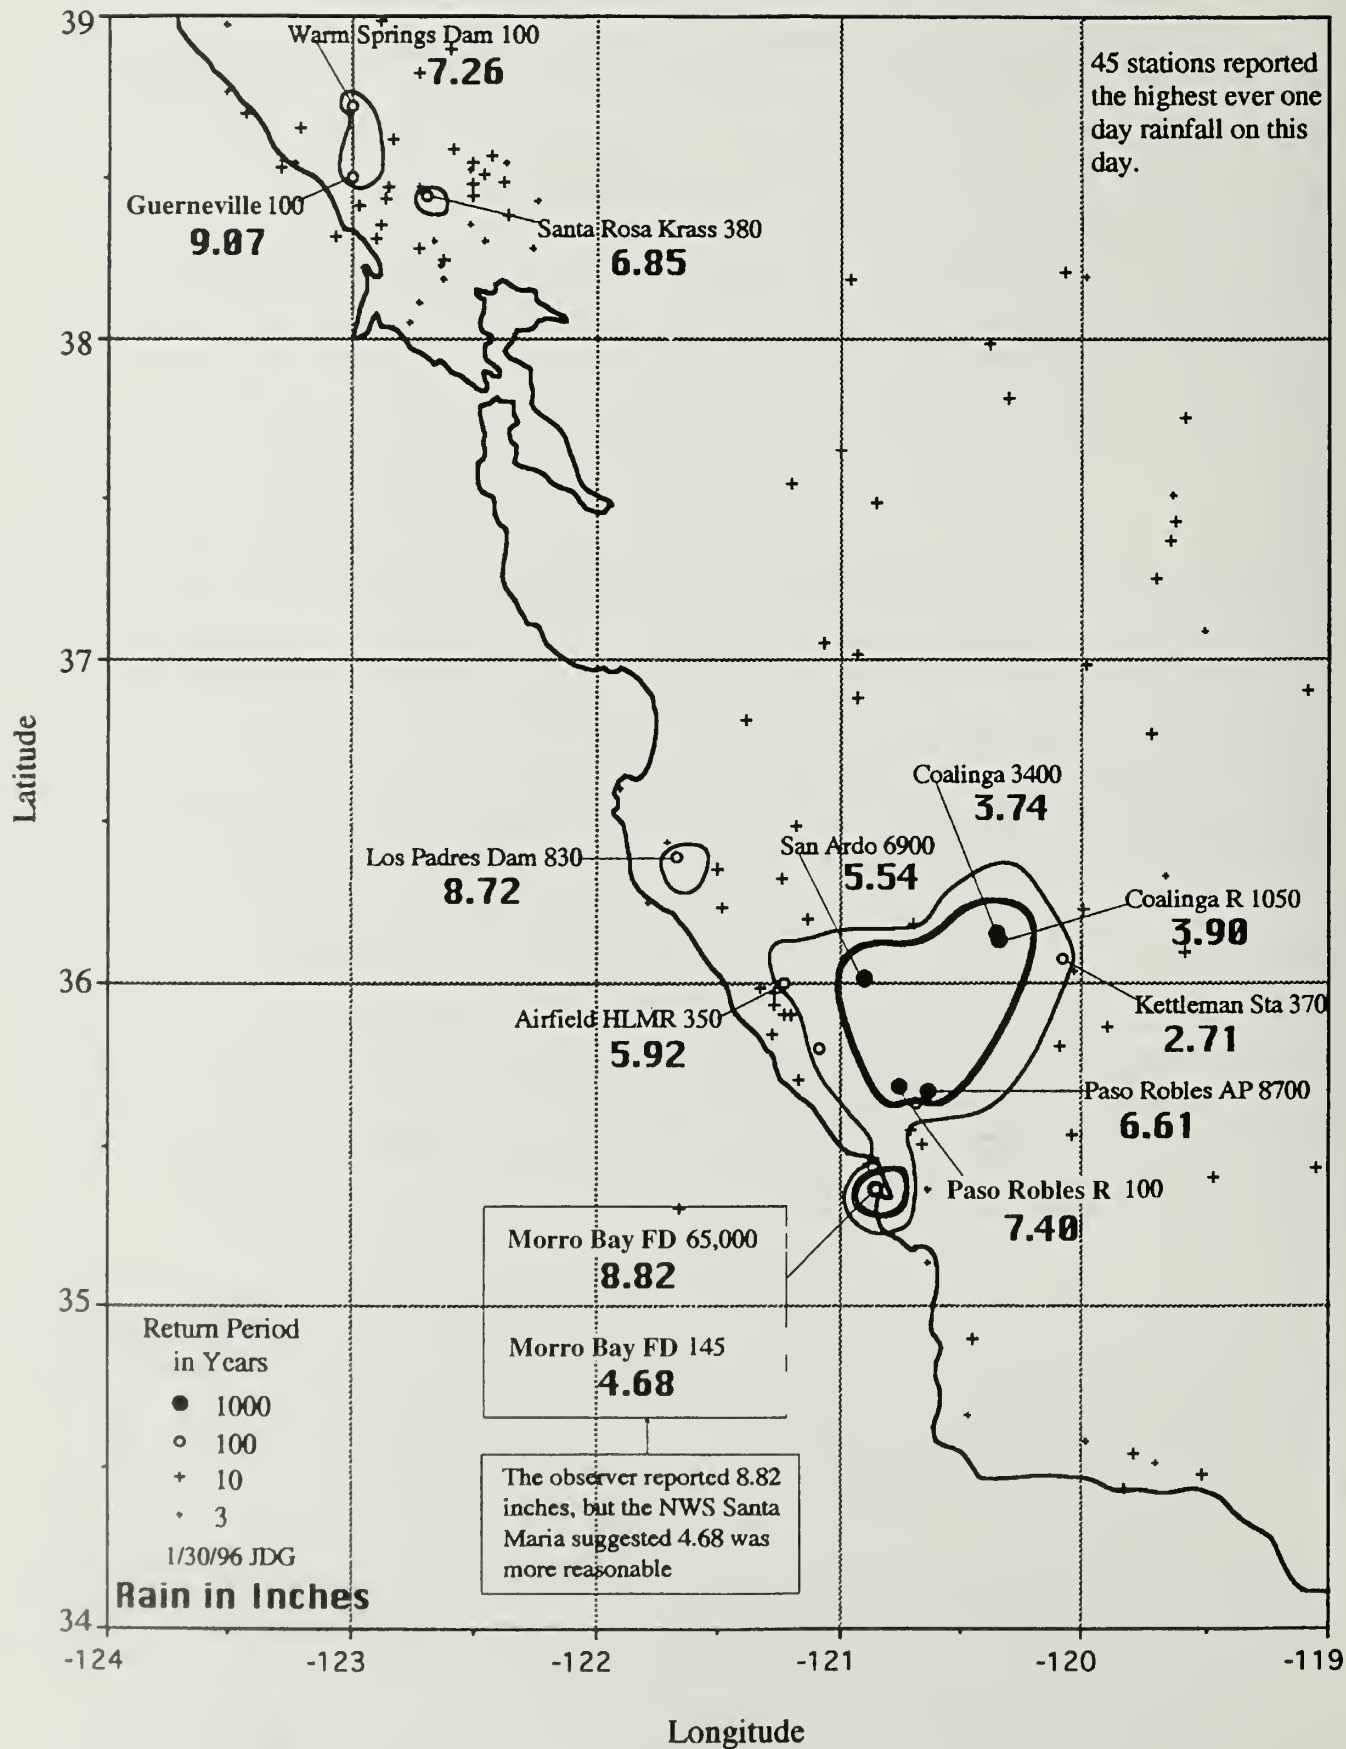 39
Warm Springs Dam 100
7.26
45 stations reported
the highest ever one
day rainfall on this
day.
Guerneville 100
9.07
Santa Rosa Krass 380
6.85
38
37
Latitude
Coalinga 3400
3.74
San Ardo 6900
5.54
Los Padres Dam 830
8.72
Coalinga R 1050
3.90
36
Kettleman Sta 370
2.71
Airfield HLMR 350
5.92
Paso Robles AP 8700
6.61
Paso Robles R 100
7.40
Morro Bay FD 65,000
8.82
35
Morro Bay FD 145
4.68
Return Period
in Years
1000
100
10
3
1/30/96 JDG
Rain in Inches
The observer reported 8.82
inches, but the NWS Santa
Maria suggested 4.68 was
more reasonable
34
-124
-123
-122
-121
-120
-119
Longitude